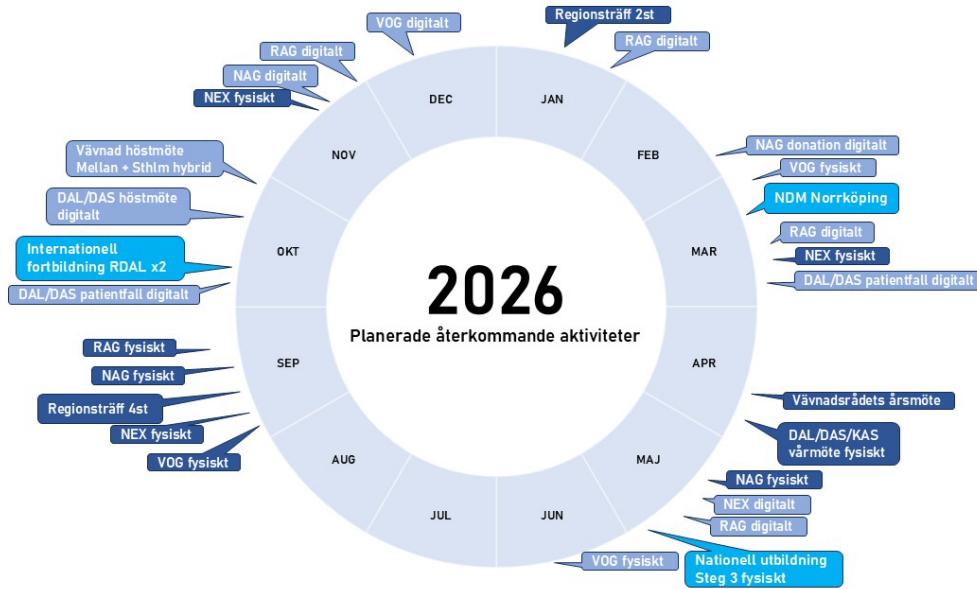 2026
Planerade återkommande aktiviteter
JAN
Regionsträff 2st
RAG digitalt
FEB
NAG donation digitalt
VOG fysiskt
MAR
NDM Norrköping
RAG digitalt
NEX fysiskt
DAL/DAS patientfall digitalt
APR
Vävnadsrådets årsmöte
DAL/DAS/KAS
vårmöte fysiskt
MAJ
NAG fysiskt
NEX digitalt
RAG digitalt
Nationell utbildning
Steg 3 fysiskt
JUN
VOG fysiskt
JUL
AUG
SEP
VOG fysiskt
NEX fysiskt
Regionsträff 4st
NAG fysiskt
RAG fysiskt
OKT
DAL/DAS patientfall digitalt
Internationell
fortbildning RDAL x2
DAL/DAS höstmöte
digitalt
Vävnad höstmöte
Mellan + Sthlm hybrid
NOV
NEX fysiskt
NAG digitalt
RAG digitalt
DEC
VOG digitalt